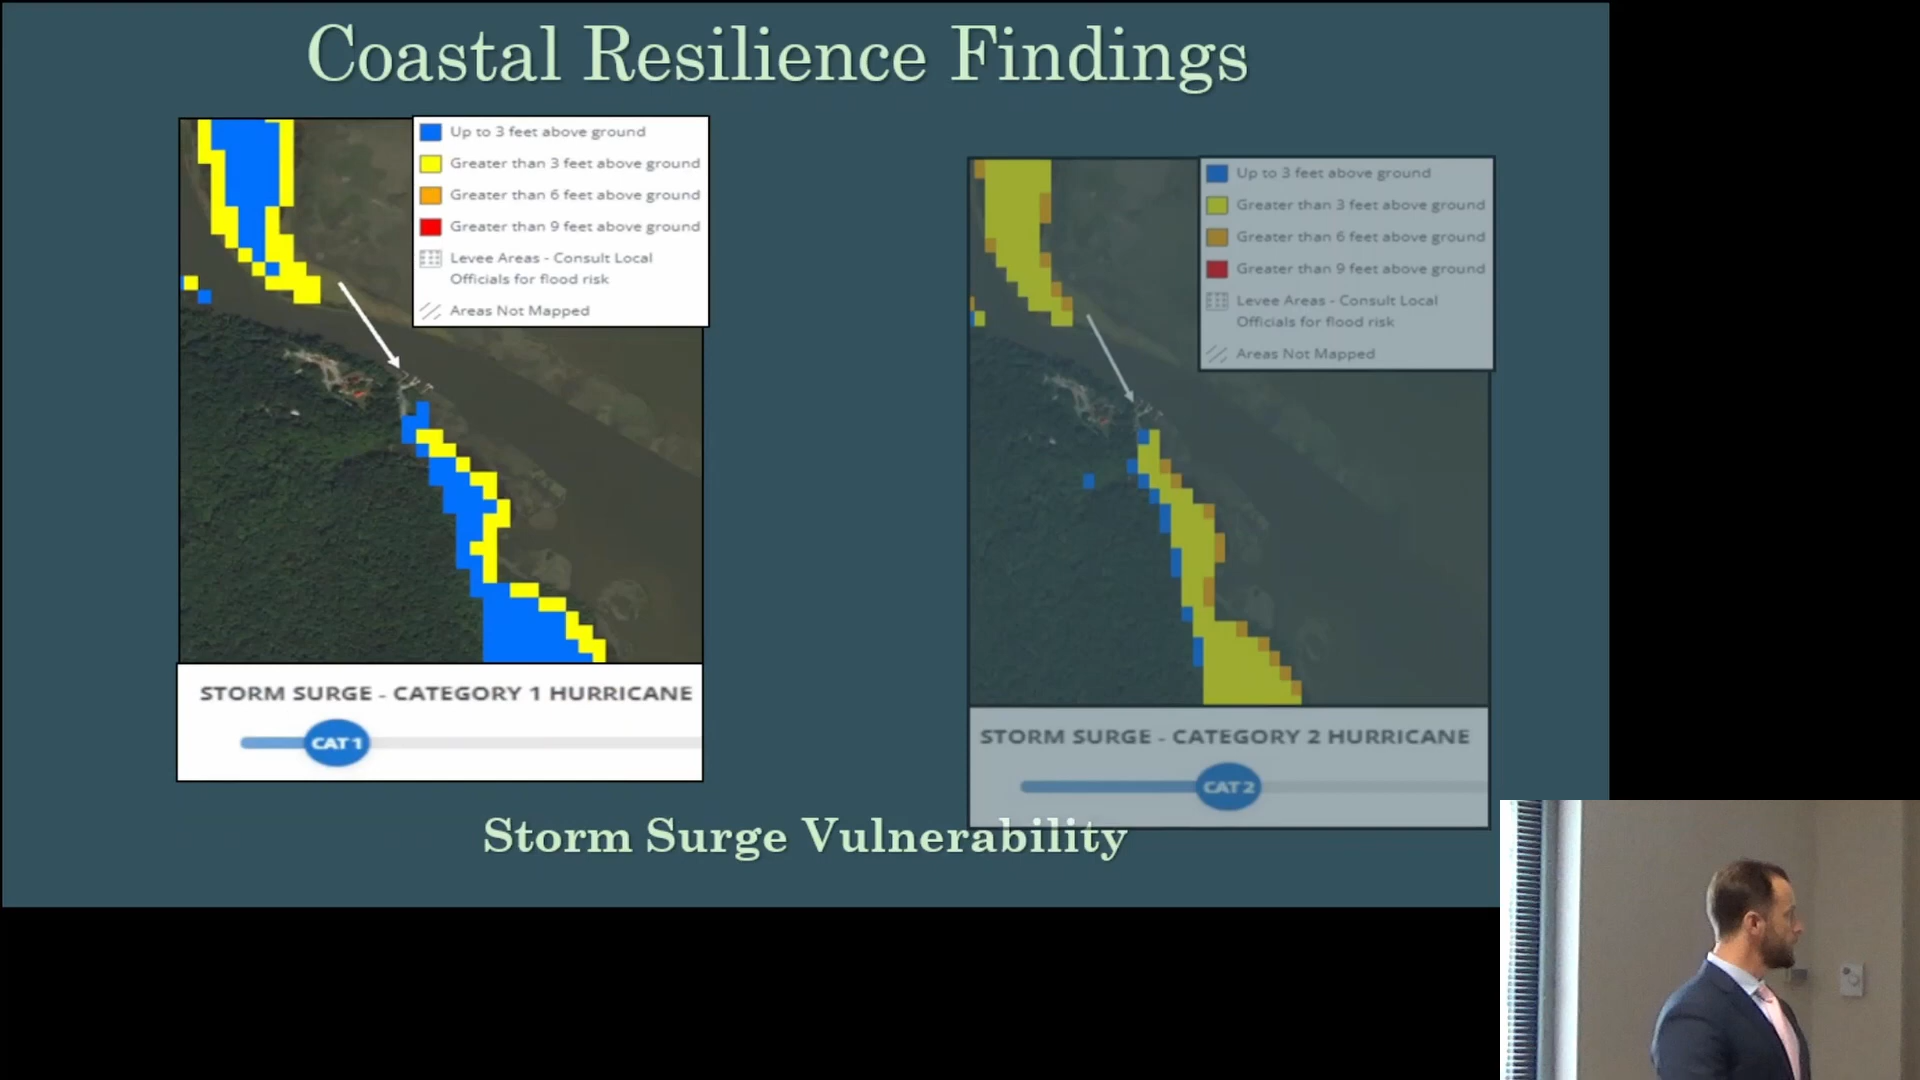 Coastal Resilience Findings
Up to 3 feet above ground
Greater than 3 feet above ground
Greater than 6 feet above ground
Greater than 9 feet above ground
Levee Areas - Consult Local
Officials for flood risk
Areas Not Mapped
STORM SURGE - CATEGORY 1 HURRICANE
CAT 1
Up to 3 feet above ground
Greater than 3 feet above ground
Greater than 6 feet above ground
Greater than 9 feet above ground
Levee Areas - Consult Local
Officials for flood risk
Areas Not Mapped
STORM SURGE - CATEGORY 2 HURRICANE
CAT 2
Storm Surge Vulnerability